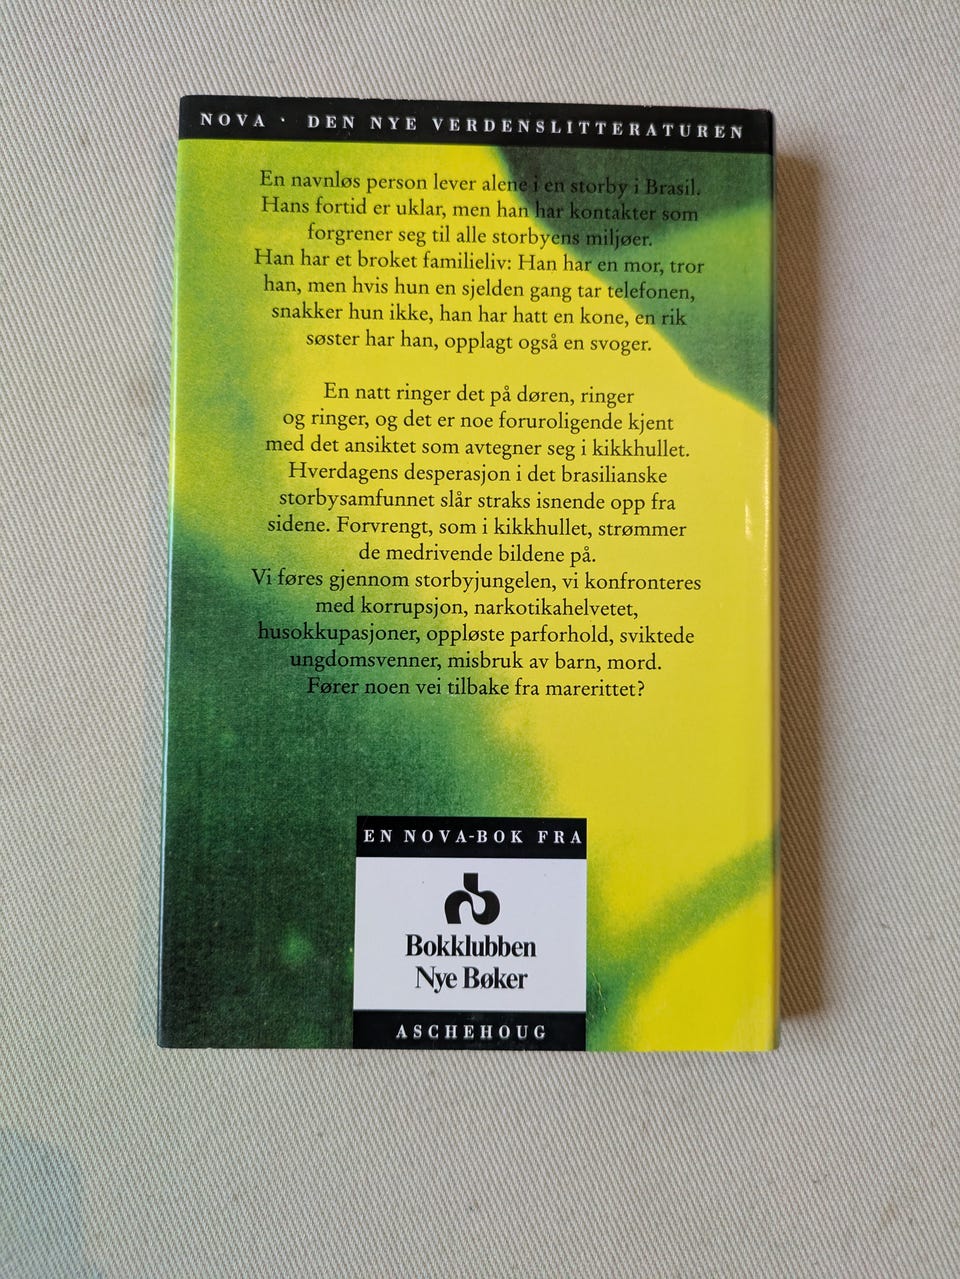 NOVA · DEN NYE VERDENSLITTERATUREN
En navnløs person lever alene i en storby i Brasil.
Hans fortid er uklar, men han har kontakter som
forgrener seg til alle storbyens miljøer.
Han har et broket familieliv: Han har en mor, tror
han, men hvis hun en sjelden gang tar telefonen,
snakker hun ikke, han har hatt en kone, en rik
søster har han, opplagt også en svoger.
En natt ringer det på døren, ringer
og ringer, og det er noe foruroligende kjent
med det ansiktet som avtegner seg i kikkhullet.
Hverdagens desperasjon i det brasilianske
storbysamfunnet slår straks isnende opp fra
sidene. Forvrengt, som i kikkhullet, strømmer
de medrivende bildene på.
Vi føres gjennom storbyjungelen, vi konfronteres
med korrupsjon, narkotikahelvetet,
husokkupasjoner, oppløste parforhold, sviktede
ungdomsvenner, misbruk av barn, mord.
Fører noen vei tilbake fra marerittet?
EN NOVA-BOK FRA
Bokklubben
Nye Bøker
ASCHEHOUG